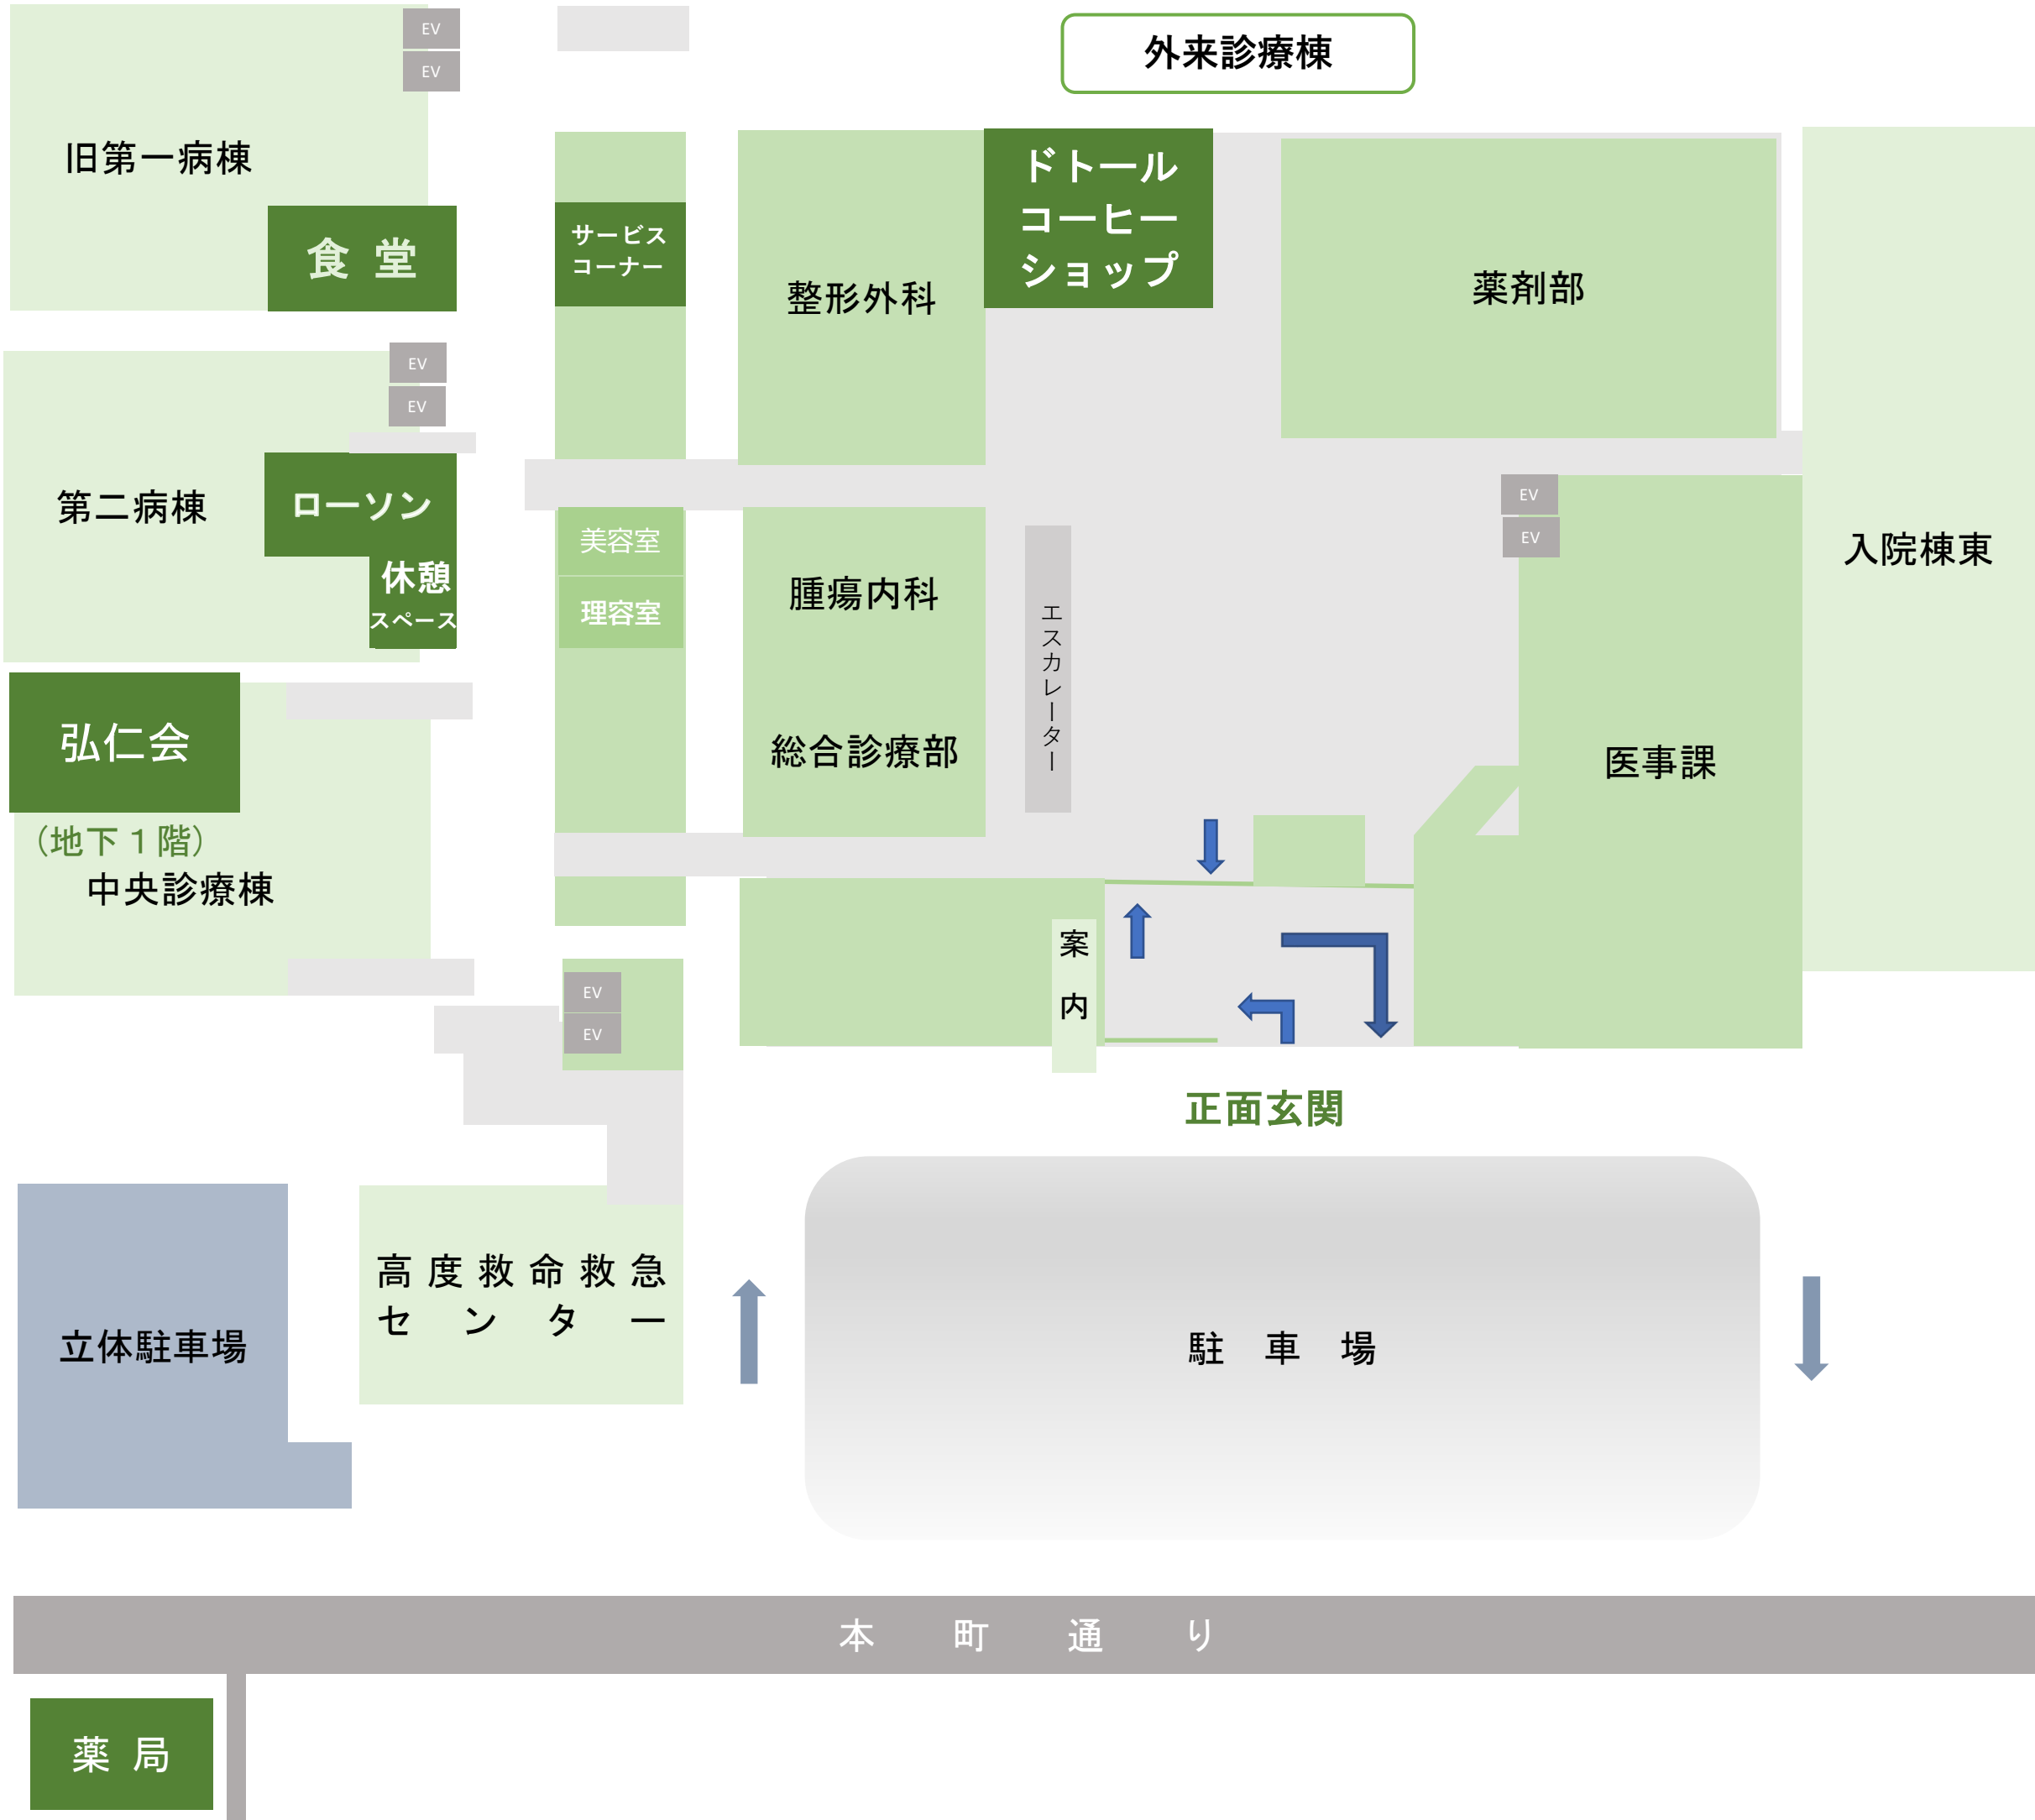 EV
EV
外来診療棟
旧第一病棟
食 堂
サービス
コーナー
整形外科
ドトール
コーヒー
ショップ
薬剤部
EV
EV
第二病棟
ローソン
休憩
スペース
美容室
理容室
腫瘍内科
総合診療部
エスカレーター
EV
EV
医事課
入院棟東
弘仁会
（地下１階）
中央診療棟
案
内
EV
EV
正面玄関
高度救命救急
センター
立体駐車場
駐 車 場
本 町 通 り
薬 局